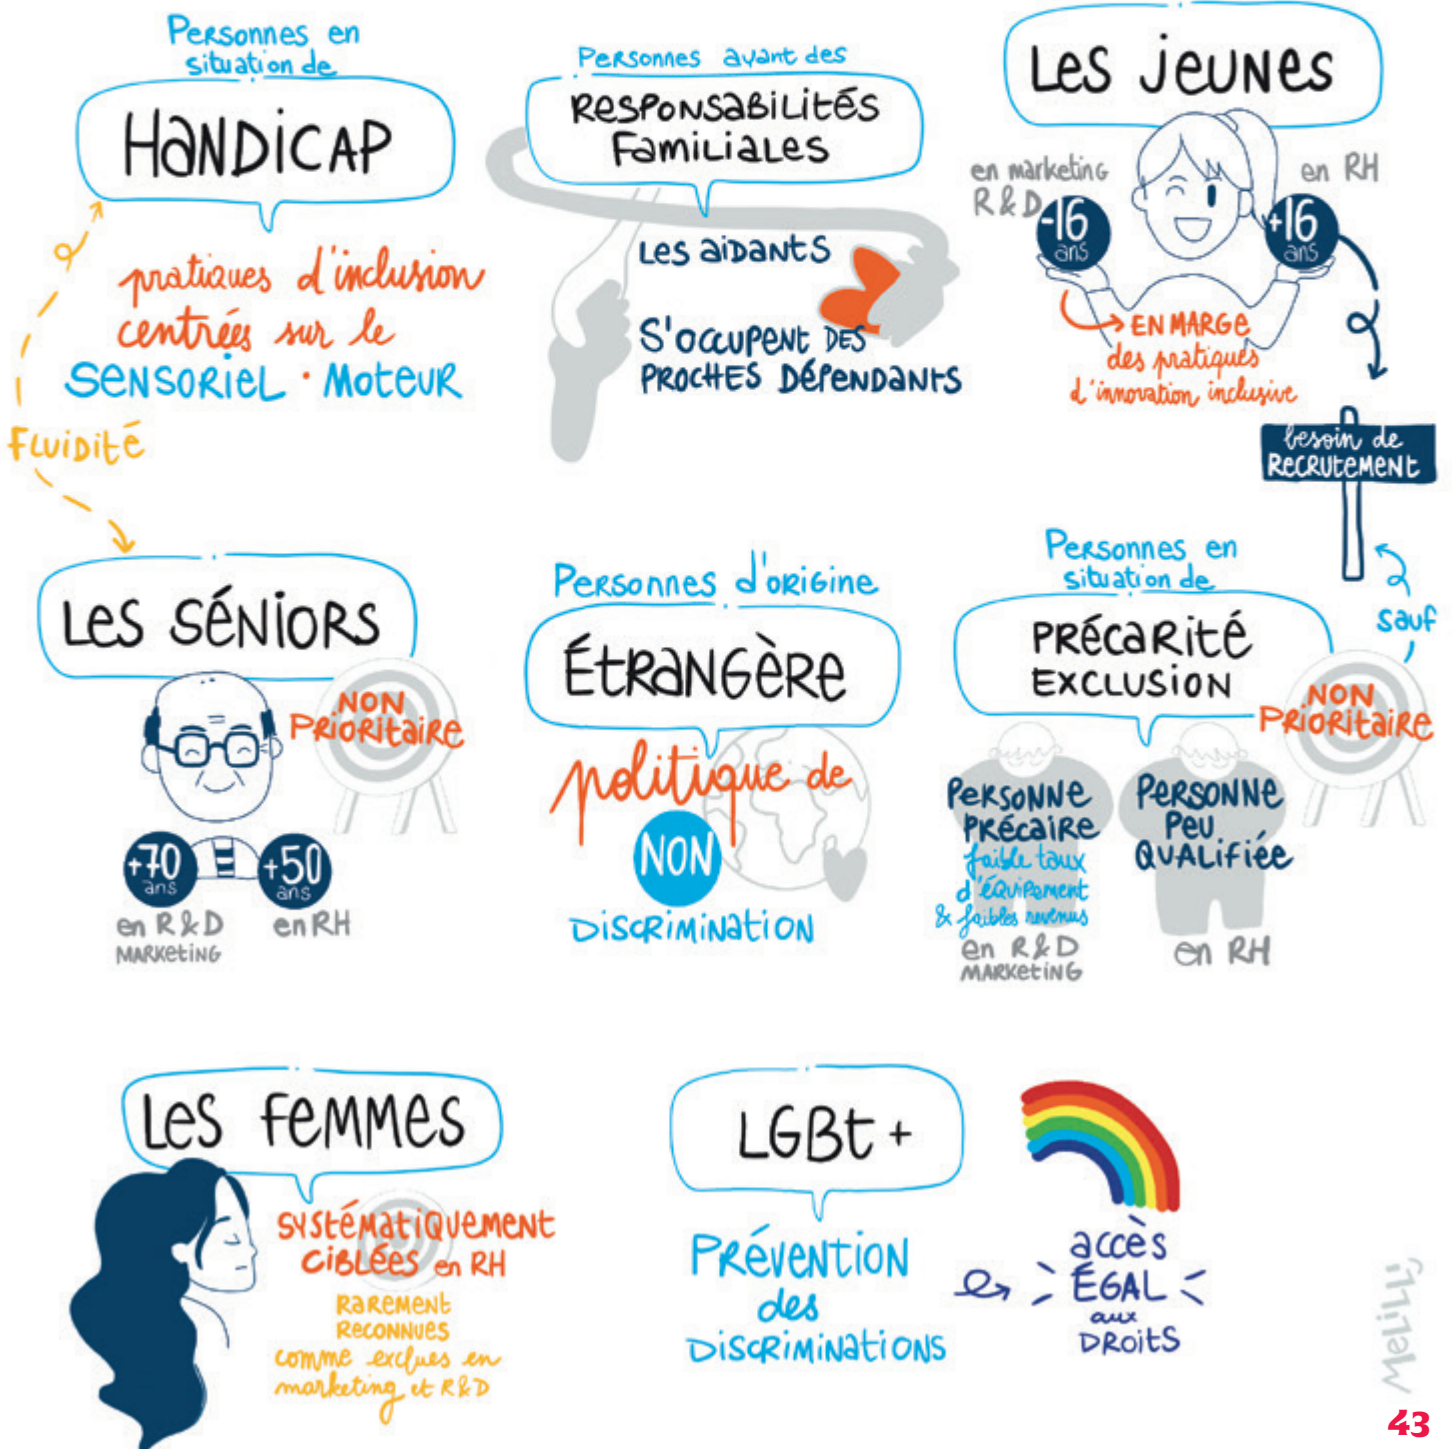 Personnes en
situation de
HANDICAP
pratiques d'inclusion
centrées sur le
SENSORIEL · MOTEUR
FLUIDITÉ
Personnes ayant des
RESPONSABILITÉS
FAMILIALES
LES AIDANTS
S'OCCUPENT DES
PROCHES DÉPENDANTS
LES JEUNES
en marketing
R & D
-16
ans
en RH
+16
ans
EN MARGE
des pratiques
d'innovation inclusive
besoin de
RECRUTEMENT
LES SÉNIORS
NON
PRIORITAIRE
+70
ans
en R & D
MARKETING
+50
ans
en RH
Personnes d'ORIGINE
ÉTRANGÈRE
politique de
NON
DISCRIMINATION
Personnes en
situation de
PRÉCARITÉ
EXCLUSION
sauf
NON
PRIORITAIRE
PERSONNE
PRÉCAIRE
faible taux
d'équipement
& faibles revenus
en R & D
MARKETING
PERSONNE
PEU
QUALIFIÉE
en RH
LES FEMMES
SYSTÉMATIQUEMENT
CIBLÉES en RH
RAREMENT
RECONNUES
comme exclues en
marketing et R & D
LGBT +
PRÉVENTION
des
DISCRIMINATIONS
accès
ÉGAL
aux
DROITS
MeLiLLi
43